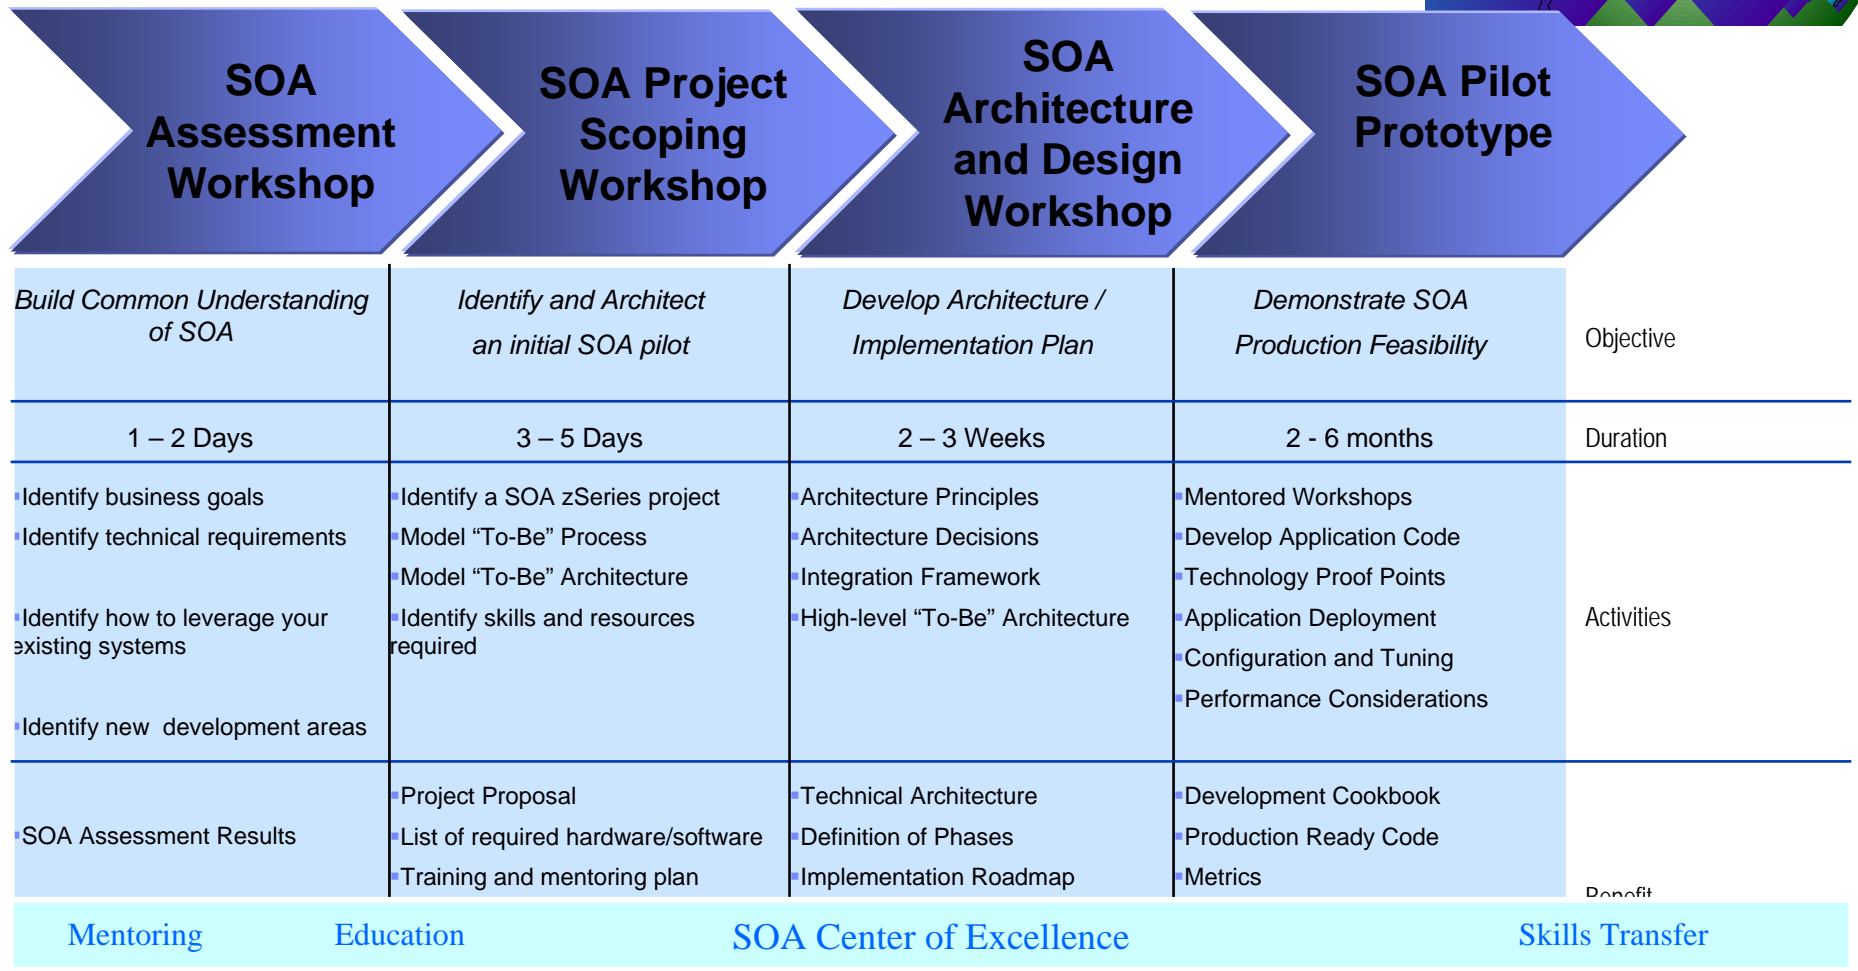 SOA
Assessment
Workshop
SOA Project
Scoping
Workshop
SOA
Architecture
and Design
Workshop
SOA Pilot
Prototype
Build Common Understanding
of SOA
Identify and Architect
an initial SOA pilot
Develop Architecture /
Implementation Plan
Demonstrate SOA
Production Feasibility
Objective
1 – 2 Days
3 – 5 Days
2 – 3 Weeks
2 - 6 months
Duration
▪Identify business goals
▪Identify technical requirements
▪Identify how to leverage your
existing systems
▪Identify new  development areas
▪Identify a SOA zSeries project
▪Model “To-Be” Process
▪Model “To-Be” Architecture
▪Identify skills and resources
required
▪Architecture Principles
▪Architecture Decisions
▪Integration Framework
▪High-level “To-Be” Architecture
▪Mentored Workshops
▪Develop Application Code
▪Technology Proof Points
▪Application Deployment
▪Configuration and Tuning
▪Performance Considerations
Activities
▪SOA Assessment Results
▪Project Proposal
▪List of required hardware/software
▪Training and mentoring plan
▪Technical Architecture
▪Definition of Phases
▪Implementation Roadmap
▪Development Cookbook
▪Production Ready Code
▪Metrics
Benefit
Mentoring
Education
SOA Center of Excellence
Skills Transfer